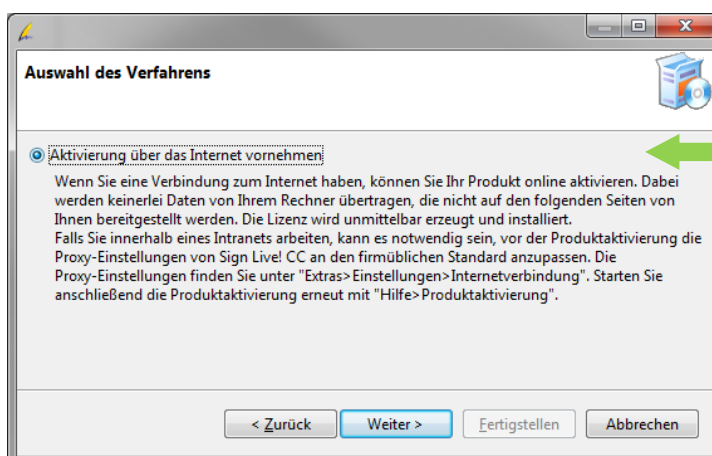 Auswahl des Verfahrens
Aktivierung über das Internet vornehmen
Wenn Sie eine Verbindung zum Internet haben, können Sie Ihr Produkt online aktivieren. Dabei
werden keinerlei Daten von Ihrem Rechner übertragen, die nicht auf den folgenden Seiten von
Ihnen bereitgestellt werden. Die Lizenz wird unmittelbar erzeugt und installiert.
Falls Sie innerhalb eines Intranets arbeiten, kann es notwendig sein, vor der Produktaktivierung die
Proxy-Einstellungen von Sign Live! CC an den firmüblichen Standard anzupassen. Die
Proxy-Einstellungen finden Sie unter "Extras>Einstellungen>Internetverbindung". Starten Sie
anschließend die Produktaktivierung erneut mit "Hilfe>Produktaktivierung".
< Zurück Weiter > Fertigstellen Abbrechen